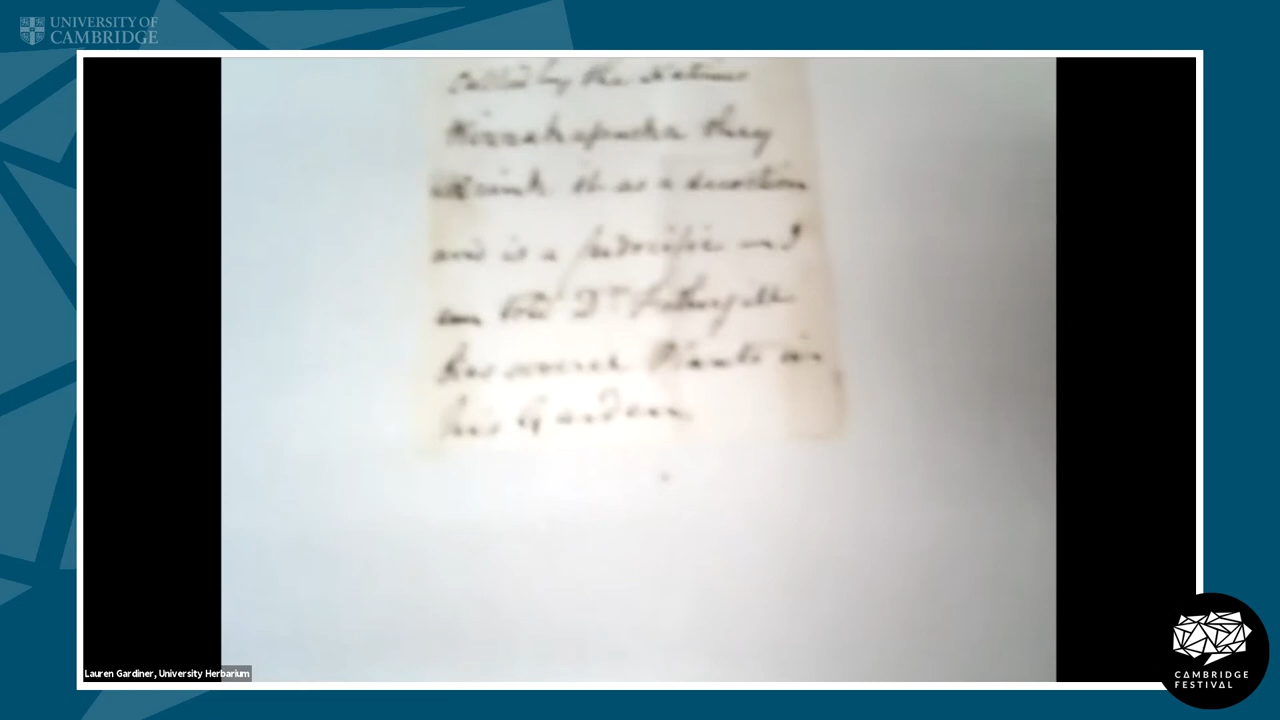 UNIVERSITY OF
CAMBRIDGE
called by the natives
they
drink it as a decoction
and is a sudorific and I
am told Dr Fothergill
has several Plants in
his Garden
Lauren Gardiner, University Herbarium
CAMBRIDGE
FESTIVAL